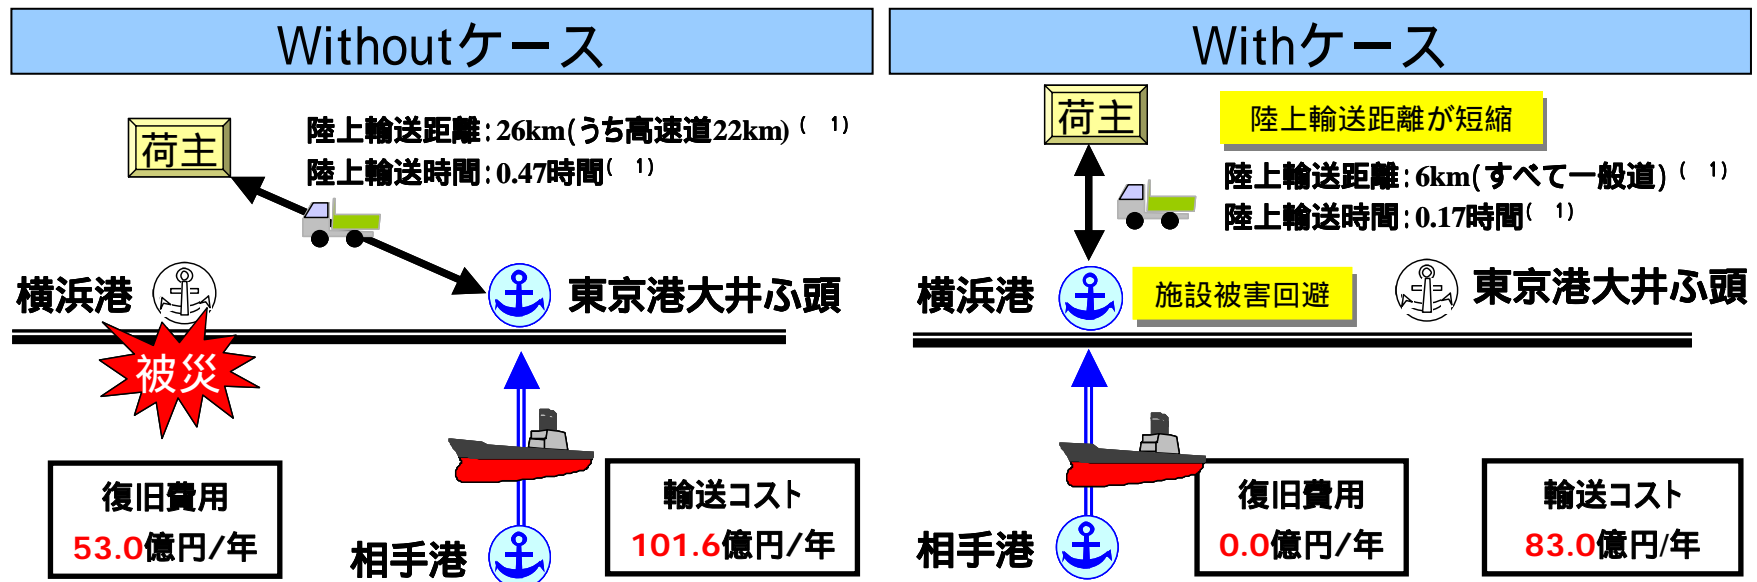 Withoutケース
荷主
陸上輸送距離：26km(うち高速道22km)( 1)
陸上輸送時間：0.47時間( 1)
横浜港
東京港大井ふ頭
被災
復旧費用
53.0億円/年
輸送コスト
101.6億円/年
相手港
Withケース
荷主
陸上輸送距離が短縮
陸上輸送距離：6km(すべて一般道)( 1)
陸上輸送時間：0.17時間( 1)
横浜港
施設被害回避
東京港大井ふ頭
復旧費用
0.0億円/年
輸送コスト
83.0億円/年
相手港